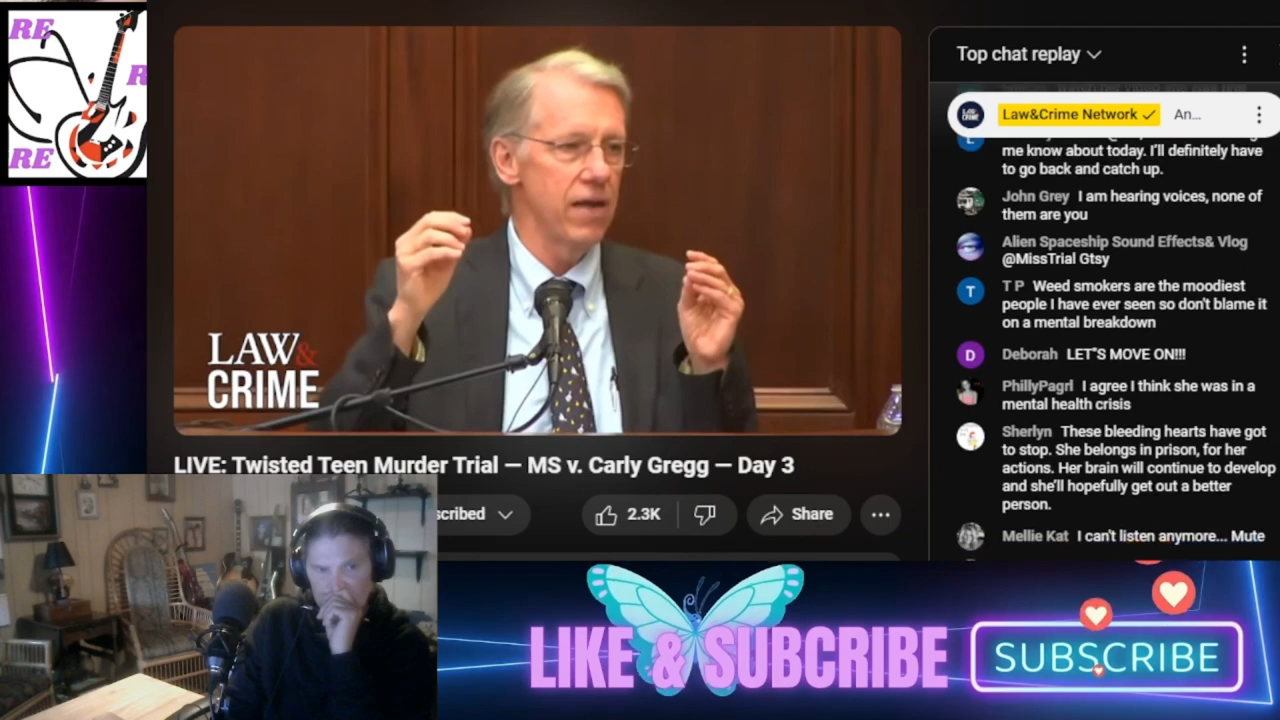 RE
R
RE
LAW&
CRIME
LIVE: Twisted Teen Murder Trial — MS v. Carly Gregg — Day 3
scribed
2.3K
Share
Top chat replay
LAW&
CRIME
Law&Crime Network
An...
me know about today. I'll definitely have
to go back and catch up.
John Grey I am hearing voices, none of
them are you
Alien Spaceship Sound Effects& Vlog
@MissTrial Gtsy
T
T P Weed smokers are the moodiest
people I have ever seen so don't blame it
on a mental breakdown
D
Deborah LET"S MOVE ON!!!
PhillyPagrl I agree I think she was in a
mental health crisis
Sherlyn These bleeding hearts have got
to stop. She belongs in prison, for her
actions. Her brain will continue to develop
and she'll hopefully get out a better
person.
Mellie Kat I can't listen anymore... Mute
LIKE & SUBCRIBE
SUBSCRIBE